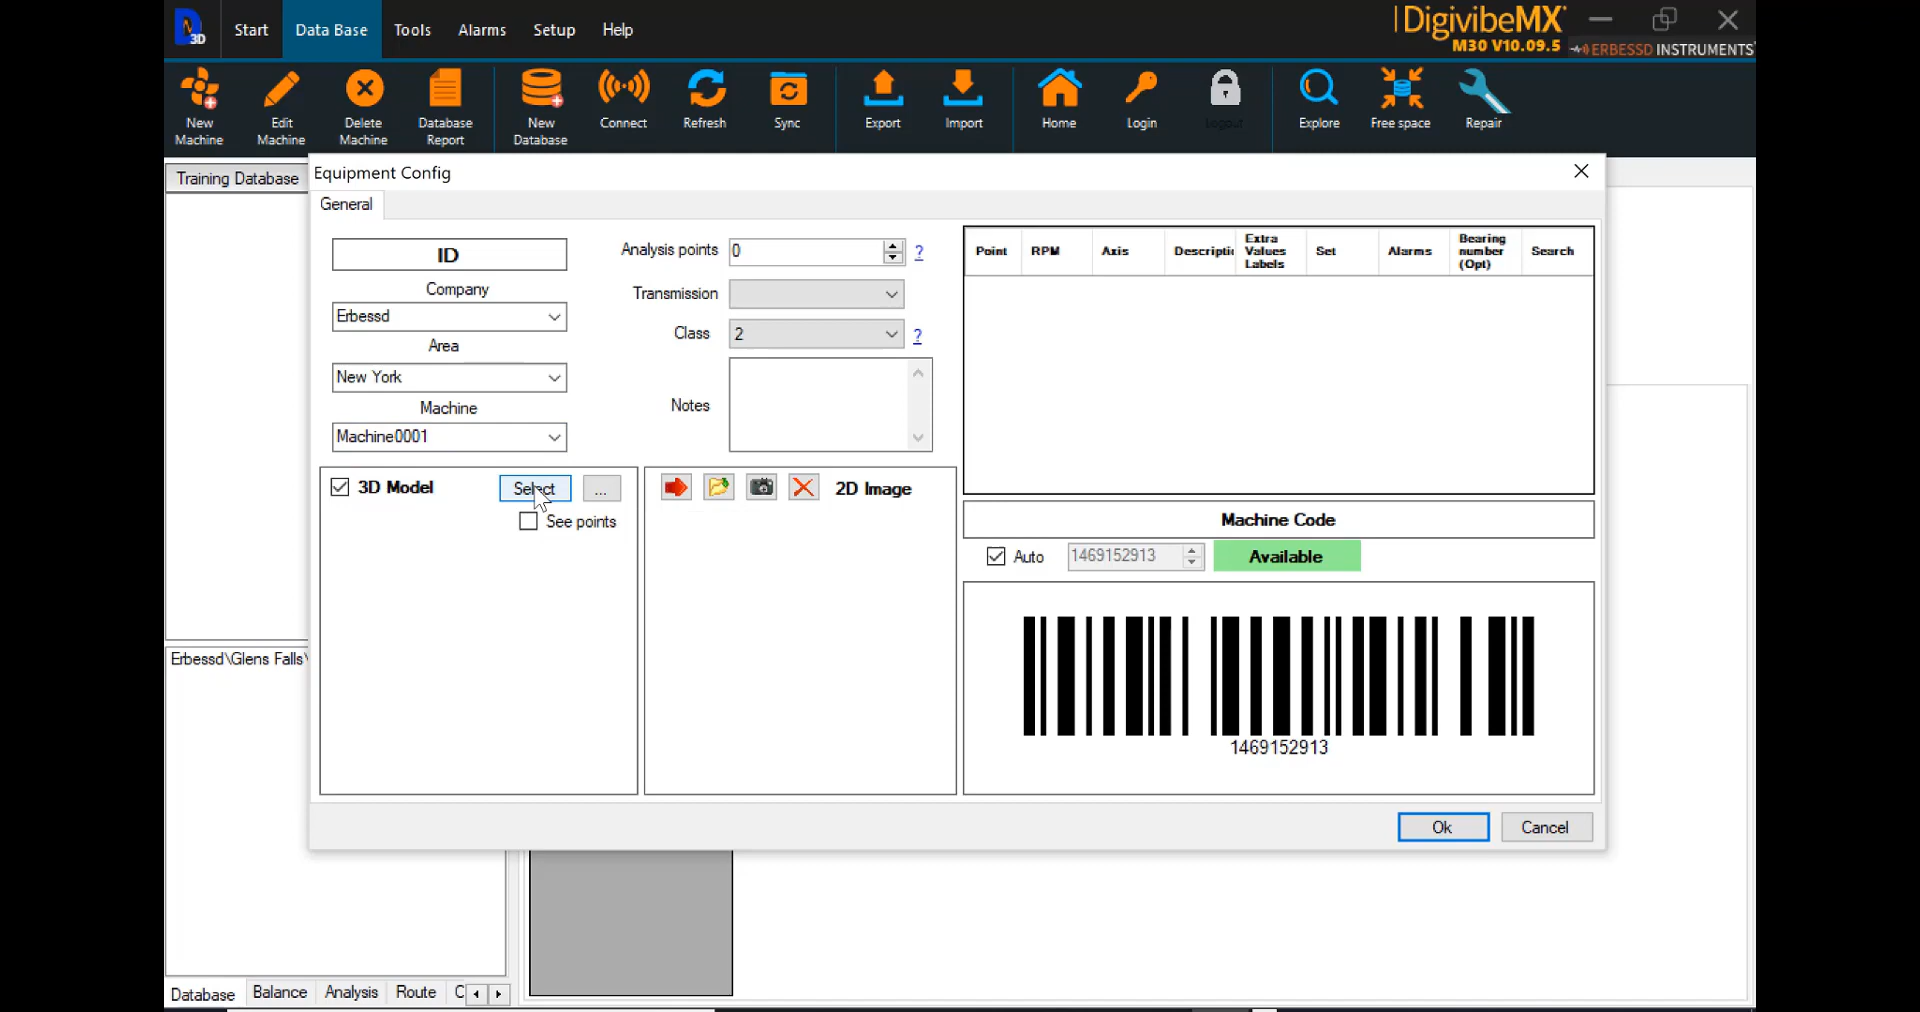 3D
Start
Data Base
Tools
Alarms
Setup
Help
DigivibeMX
M30 V10.09.5
ERBESSD INSTRUMENTS
New Machine
Edit Machine
Delete Machine
Database Report
New Database
Connect
Refresh
Sync
Export
Import
Home
Login
Logout
Explore
Free space
Repair
Training Database
Equipment Config
General
ID
Company
Erbessd
Area
New York
Machine
Machine0001
Analysis points
0
?
Transmission
Class
2
?
Notes
Point
RPM
Axis
Descriptic
Extra Values Labels
Set
Alarms
Bearing number (Opt)
Search
3D Model
Select
...
See points
2D Image
Machine Code
Auto
1469152913
Available
1469152913
Erbessd\Glens Falls\
Ok
Cancel
Database
Balance
Analysis
Route
C